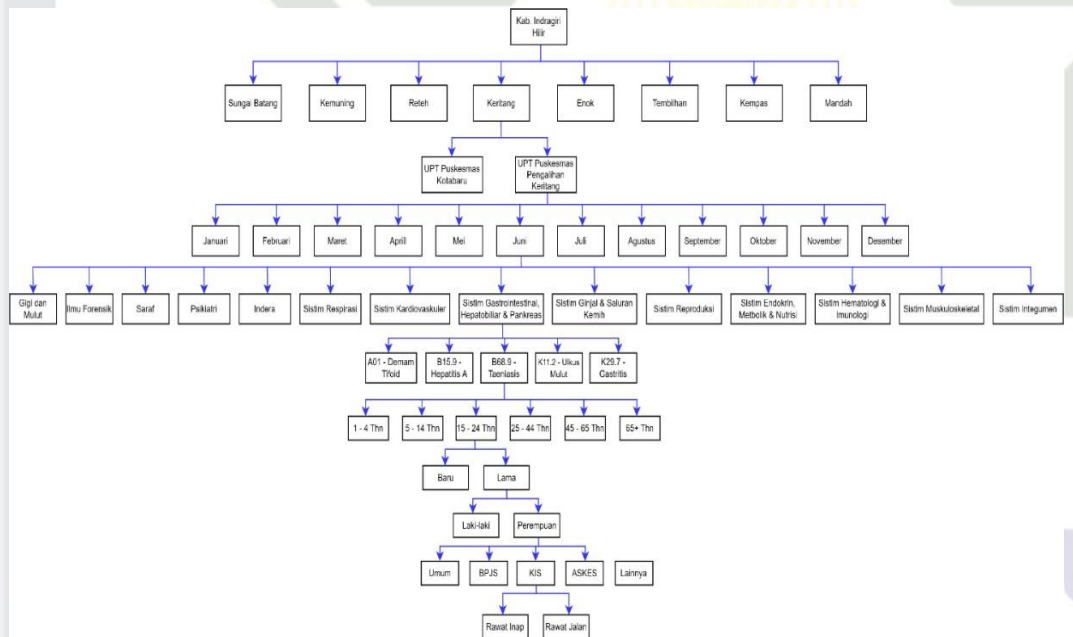 Kab. Indragiri
Hilir
Sungai Batang
Kemuning
Reteh
Keritang
Enok
Tembilhan
Kempas
Mandah
UPT Puskesmas
Kotabaru
UPT Puskesmas
Pengalihan
Keritang
Januari
Februari
Maret
Aprill
Mei
Juni
Juli
Agustus
September
Oktober
November
Desember
Gigi dan
Mulut
Ilmu Forensik
Saraf
Psikiatri
Indera
Sistim Respirasi
Sistim Kardiovaskuler
Sistim Gastrointestinal,
Hepatobiliar & Pankreas
Sistim Ginjal & Saluran
Kemih
Sistim Reproduksi
Sistim Endokrin,
Metbolik & Nutrisi
Sistim Hematologi &
Imunologi
Sistim Muskuloskeletal
Sistim Integumen
A01 - Demam
Tifoid
B15.9 -
Hepatitis A
B68.9 -
Taeniasis
K11.2 - Ulkus
Mulut
K29.7 -
Gastritis
1 - 4 Thn
5 - 14 Thn
15 - 24 Thn
25 - 44 Thn
45 - 65 Thn
65+ Thn
Baru
Lama
Laki-laki
Perempuan
Umum
BPJS
KIS
ASKES
Lainnya
Rawat Inap
Rawat Jalan